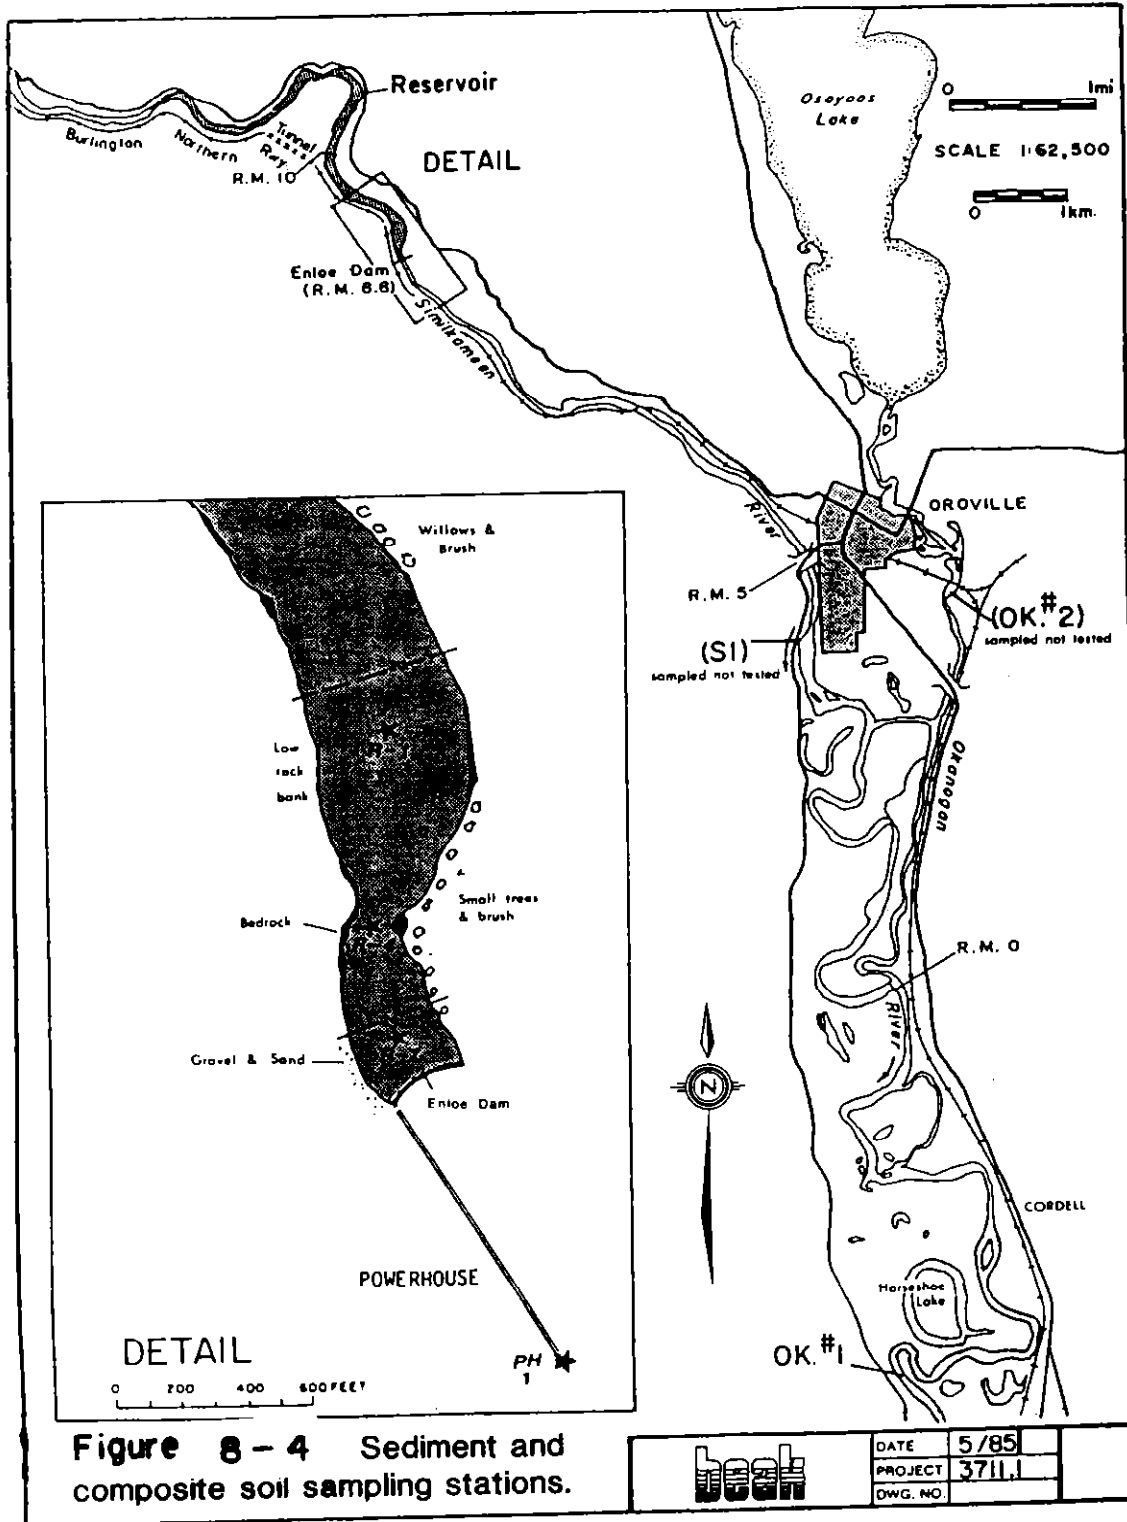 Reservoir
DETAIL
Burlington Northern Rwy.
Tunnel
R.M. 10
Enloe Dam
(R.M. 8.8)
Similkameen
River
Osoyoos
Lake
0 1mi
SCALE 1:62,500
0 1km.
OROVILLE
R.M. 5
(S1)
sampled not tested
(OK.#2)
sampled not tested
Okanogan
River
R.M. 0
N
CORDELL
Horseshoe
Lake
OK.#1
Willows &
Brush
Low
rock
bank
Small trees
& brush
Bedrock
Gravel & Sand
Enloe Dam
POWERHOUSE
PH
1
DETAIL
0 200 400 600 FEET
Figure 8-4 Sediment and
composite soil sampling stations.
beak
DATE 5/85
PROJECT 3711.1
DWG. NO.